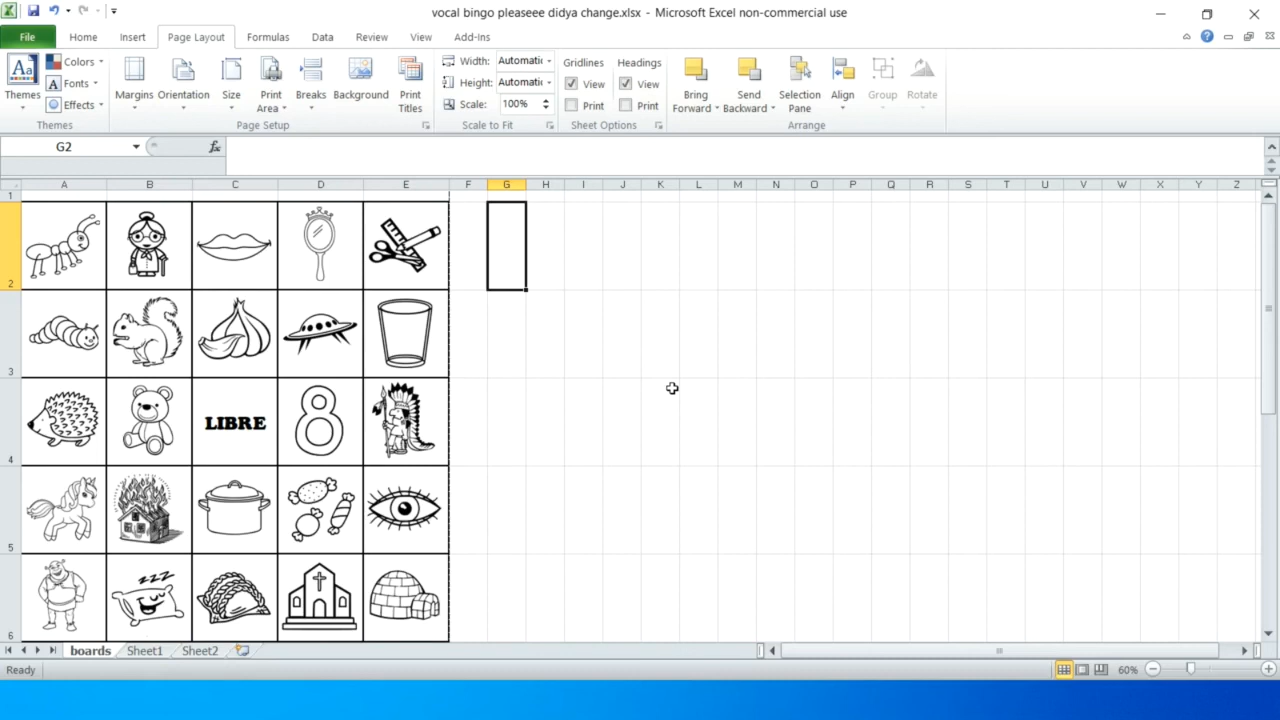 vocal bingo pleaseee didya change.xlsx - Microsoft Excel non-commercial use
File Home Insert Page Layout Formulas Data Review View Add-Ins
Themes
Colors
Fonts
Effects
Themes
Margins
Orientation
Size
Print Area
Breaks
Background
Print Titles
Page Setup
Width: Automatic
Height: Automatic
Scale: 100%
Scale to Fit
Gridlines
View
Print
Headings
View
Print
Sheet Options
Bring Forward
Send Backward
Selection Pane
Align
Group
Rotate
Arrange
G2
fx
A B C D E F G H I J K L M N O P Q R S T U V W X Y Z
1
2
3
zzz
8
LIBRE
4
5
6
boards Sheet1 Sheet2
Ready
60%